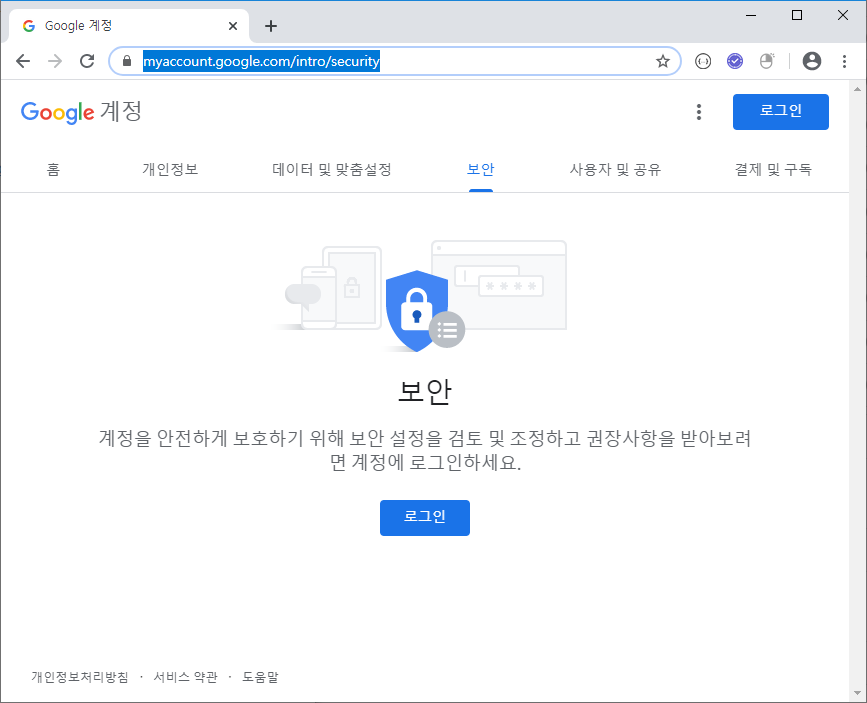 Google 계정
myaccount.google.com/intro/security
Google 계정
로그인
홈 개인정보 데이터 및 맞춤설정 보안 사용자 및 공유 결제 및 구독
****
보안
계정을 안전하게 보호하기 위해 보안 설정을 검토 및 조정하고 권장사항을 받아보려
면 계정에 로그인하세요.
로그인
개인정보처리방침 · 서비스 약관 · 도움말